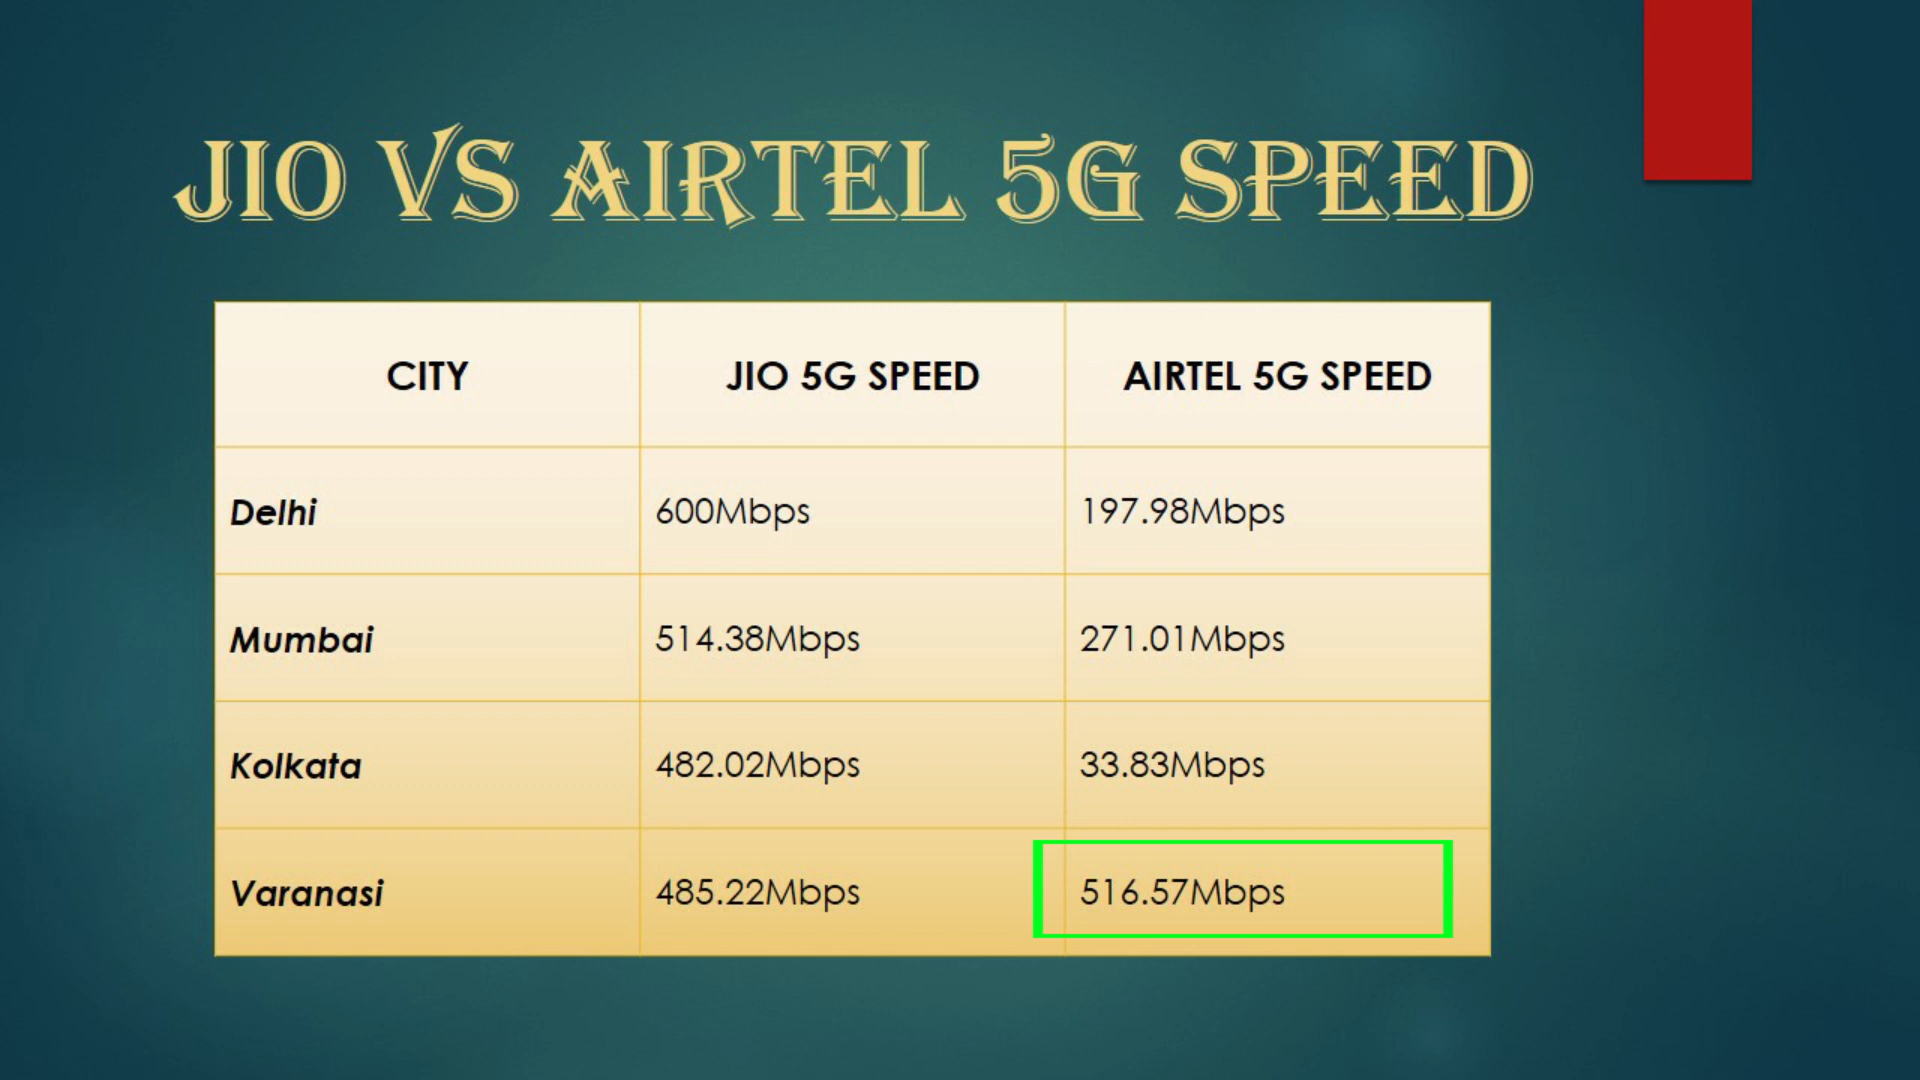 JIO VS AIRTEL 5G SPEED
CITY JIO 5G SPEED AIRTEL 5G SPEED
Delhi 600Mbps 197.98Mbps
Mumbai 514.38Mbps 271.01Mbps
Kolkata 482.02Mbps 33.83Mbps
Varanasi 485.22Mbps 516.57Mbps